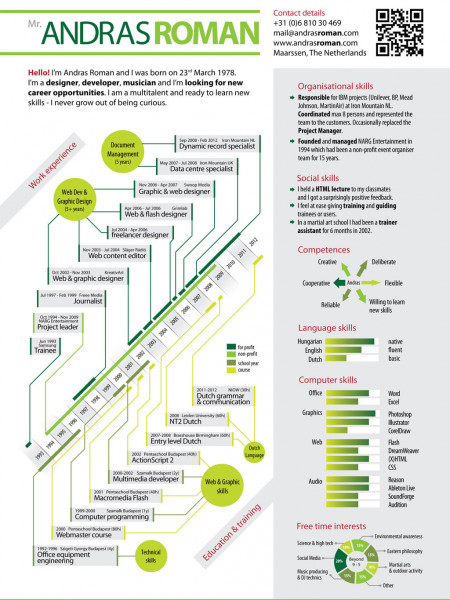 Mr. ANDRAS ROMAN
Contact details
+31 (0)6 810 30 469
mail@andrasroman.com
www.andrasroman.com
Maarssen, The Netherlands
Hello! I'm Andras Roman and I was born on 23rd March 1978.
I'm a designer, developer, musician and I'm looking for new
career opportunities. I am a multitalent and ready to learn new
skills - I never grow out of being curious.
Work experience
Document
Management
(5 years)
Sep 2008 - Feb 2012 Iron Mountain NL
Dynamic record specialist
May 2007 - Jul 2008 Iron Mountain UK
Data centre specialist
Web Dev &
Graphic Design
(5+ years)
Nov 2006 - Apr 2007 Swoop Media
Graphic & web designer
Apr 2006 - Jul 2006
Web & flash designer
Jul 2004 - Apr 2006
freelancer designer
Nov 2003 - Jul 2004 Sláger Rádió
Web content editor
Oct 2002 - Nov 2003 KreatívArt
Web & graphic designer
Jul 1997 - Feb 1999 Freee Media
Journalist
Oct 1994 - Nov 2009
NARG Entertainment
Project leader
Jun 1993
Samsung
Trainee
1993
1994
1995
1996
1997
1998
1999
2000
2001
2002
2003
2004
2005
2006
2007
2008
2009
2010
2011
2012
for profit
non-profit
school year
course
2011-2012 NIOW (30h)
Dutch grammar
& communication
2008 Leiden University (60h)
NT2 Dutch
2007-2008 Brasshouse Birmingham (60h)
Entry level Dutch
Dutch
Language
2002 Pentaschool Budapest (40h)
ActionScript 2
2000-2002 Szamalk Budapest (2y)
Multimedia developer
2001 Pentaschool Budapest (40h)
Macromedia Flash
Web & Graphic
skills
1999-2000 Szamalk Budapest (1y)
Computer programming
2000 Pentaschool Budapest (80h)
Webmaster course
1992-1996 Szigeti Gyorgy Budapest (4y)
Office equipment
engineering
Technical
skills
Education & training
Organisational skills
Responsible for IBM projects (Unilever, BP, Mead
Johnson, MartinAir) at Iron Mountain NL.
Coordinated max 8 persons and represented the
team to the customers. Occasionally replaced the
Project Manager.
Founded and managed NARG Entertainment in
1994 which had been a non-profit event organiser
team for 15 years.
Social skills
I held a HTML lecture to my classmates
and I got a surprisingly positive feedback.
I feel at ease giving training and guiding
trainees or users.
In a martial art school I had been a trainer
assistant for 6 months in 2002.
Competences
Creative
Deliberate
Cooperative
Andras
Flexible
Reliable
Willing to learn
new skills
Language skills
Hungarian native
English fluent
Dutch basic
Computer skills
Office Word
Excel
Graphics Photoshop
Illustrator
CorelDraw
Web Flash
DreamWeaver
(X)HTML
CSS
Audio Reason
Ableton Live
SoundForge
Audition
Free time interests
Environmental awareness
Science & high tech
Eastern philosophy
Social Media
Beyond
9 - 5
Martial arts
& outdoor activity
Music producing
& DJ technics
Other